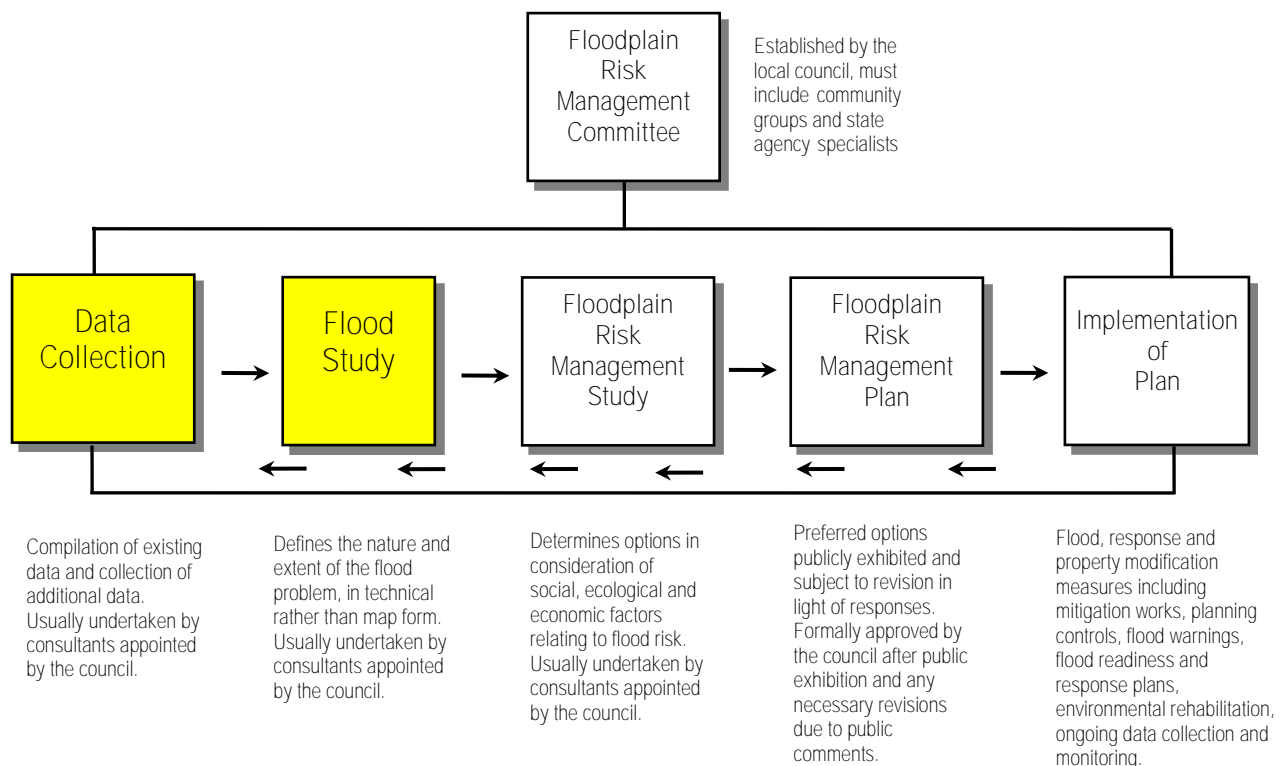 Floodplain
Risk
Management
Committee
Established by the
local council, must
include community
groups and state
agency specialists
Data
Collection
Flood
Study
Floodplain
Risk
Management
Study
Floodplain
Risk
Management
Plan
Implementation
of
Plan
Compilation of existing
data and collection of
additional data.
Usually undertaken by
consultants appointed
by the council.
Defines the nature and
extent of the flood
problem, in technical
rather than map form.
Usually undertaken by
consultants appointed
by the council.
Determines options in
consideration of
social, ecological and
economic factors
relating to flood risk.
Usually undertaken by
consultants appointed
by the council.
Preferred options
publicly exhibited and
subject to revision in
light of responses.
Formally approved by
the council after public
exhibition and any
necessary revisions
due to public
comments.
Flood, response and
property modification
measures including
mitigation works, planning
controls, flood warnings,
flood readiness and
response plans,
environmental rehabilitation,
ongoing data collection and
monitoring.